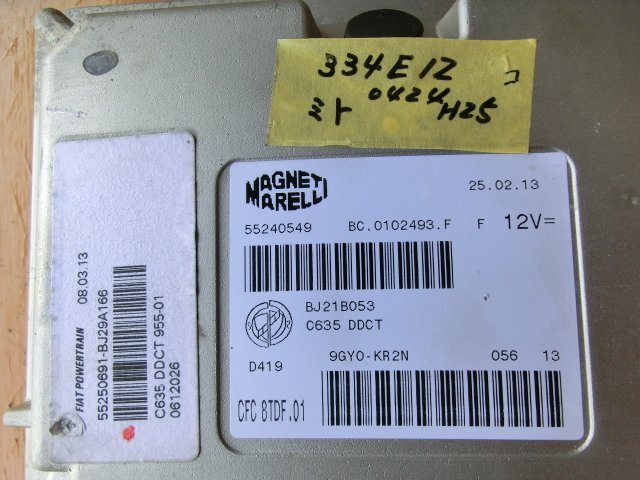 334E12 コ
ミト 0424 H25
MAGNETI
MARELLI
25.02.13
55240549 BC.0102493.F F 12V=
BJ21B053
C635 DDCT
D419 9GY0-KR2N 056 13
CFC 8TDF.01
FIAT POWERTRAIN 08.03.13
55250691-BJ29A166
C635 DDCT 955-01
0612026